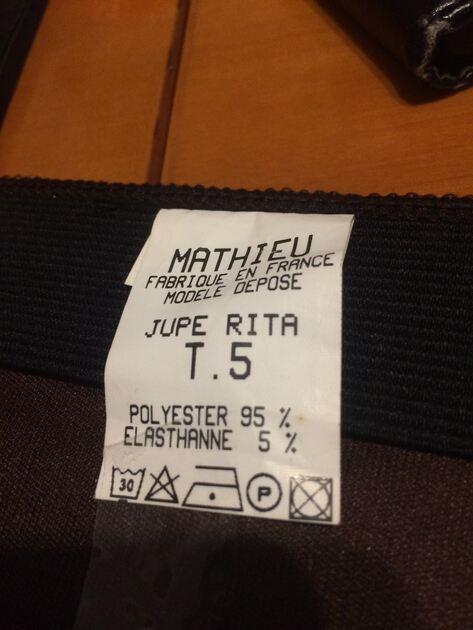 MATHIEU
FABRIQUE EN FRANCE
MODELE DEPOSE
JUPE RITA
T.5
POLYESTER 95 %
ELASTHANNE 5 %
30 P